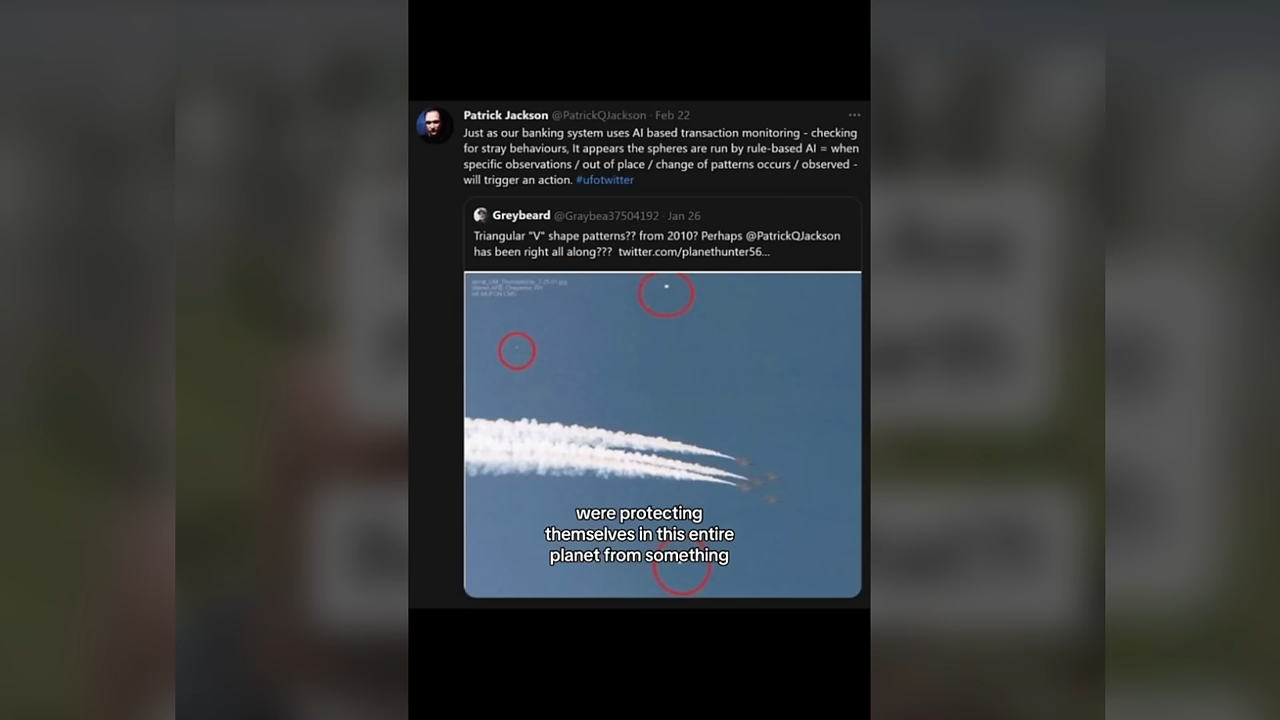 Patrick Jackson @PatrickQJackson · Feb 22
Just as our banking system uses AI based transaction monitoring - checking
for stray behaviours, It appears the spheres are run by rule-based AI = when
specific observations / out of place / change of patterns occurs / observed -
will trigger an action. #ufotwitter
Greybeard @Graybea37504192 · Jan 26
Triangular "V" shape patterns?? from 2010? Perhaps @PatrickQJackson
has been right all along??? twitter.com/planethunter56...
were protecting
themselves in this entire
planet from something